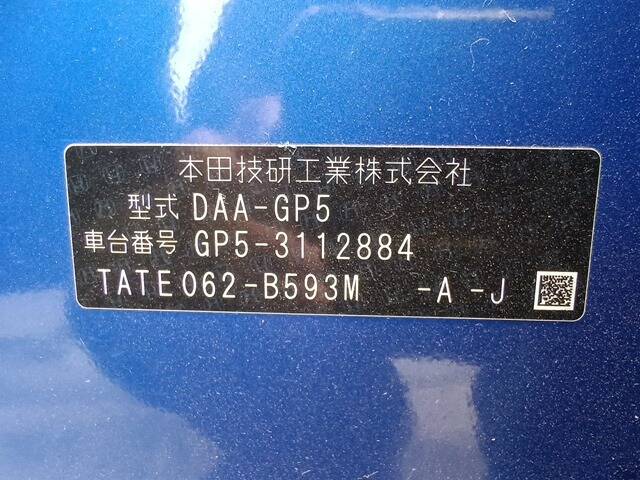 本田技研工業株式会社
型式 DAA-GP5
車台番号 GP5-3112884
TATE062-B593M -A -J